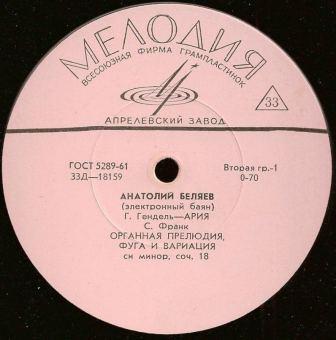 МЕЛОДИЯ
ВСЕСОЮЗНАЯ ФИРМА ГРАМПЛАСТИНОК
33
АПРЕЛЕВСКИЙ ЗАВОД
ГОСТ 5289-61
33Д—18159
Вторая гр.-1
0-70
АНАТОЛИЙ БЕЛЯЕВ
(электронный баян)
Г. Гендель—АРИЯ
С. Франк
ОРГАННАЯ ПРЕЛЮДИЯ,
ФУГА И ВАРИАЦИЯ
си минор, соч. 18